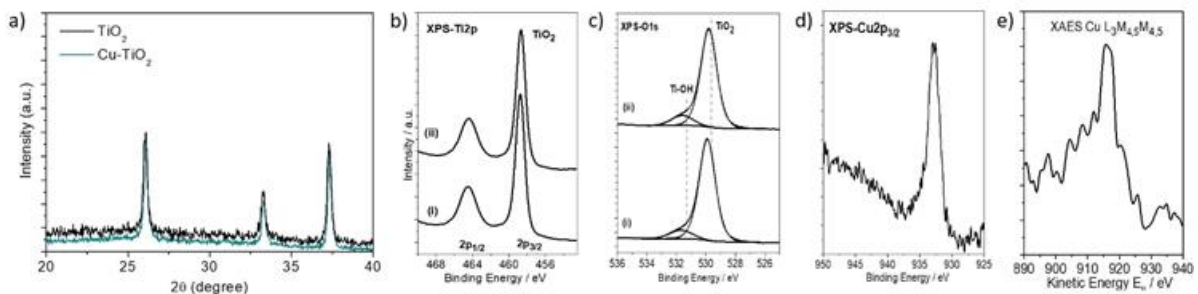 a)
TiO₂
Cu-TiO₂
Intensity (a.u.)
20 25 30 35 40
2θ (degree)
b)
XPS-Ti2p
TiO₂
(ii)
(i)
2p₁/₂ 2p₃/₂
Intensity / a.u.
468 464 460 456
Binding Energy / eV
c)
XPS-O1s
TiO₂
Ti-OH
(ii)
(i)
536 534 532 530 528 526
Binding Energy / eV
d)
XPS-Cu2p₃/₂
950 945 940 935 930 925
Binding Energy / eV
e)
XAES Cu L₃M₄,₅M₄,₅
890 900 910 920 930 940
Kinetic Energy Eₖ / eV